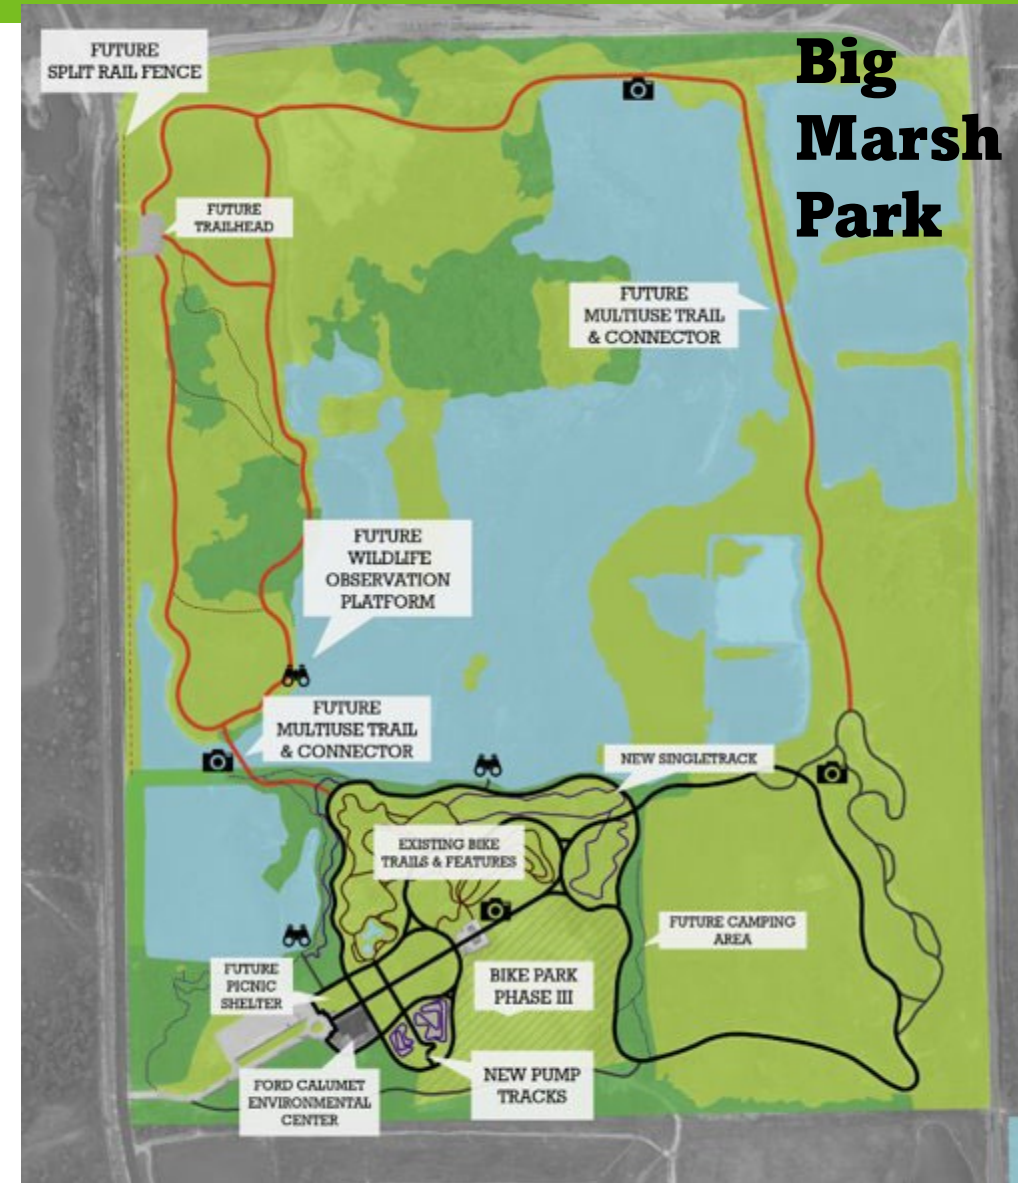 Big
Marsh
Park
FUTURE
SPLIT RAIL FENCE
FUTURE
TRAILHEAD
FUTURE
MULTIUSE TRAIL
& CONNECTOR
FUTURE
WILDLIFE
OBSERVATION
PLATFORM
FUTURE
MULTIUSE TRAIL
& CONNECTOR
NEW SINGLETRACK
EXISTING BIKE
TRAILS & FEATURES
FUTURE CAMPING
AREA
FUTURE
PICNIC
SHELTER
BIKE PARK
PHASE III
FORD CALUMET
ENVIRONMENTAL
CENTER
NEW PUMP
TRACKS